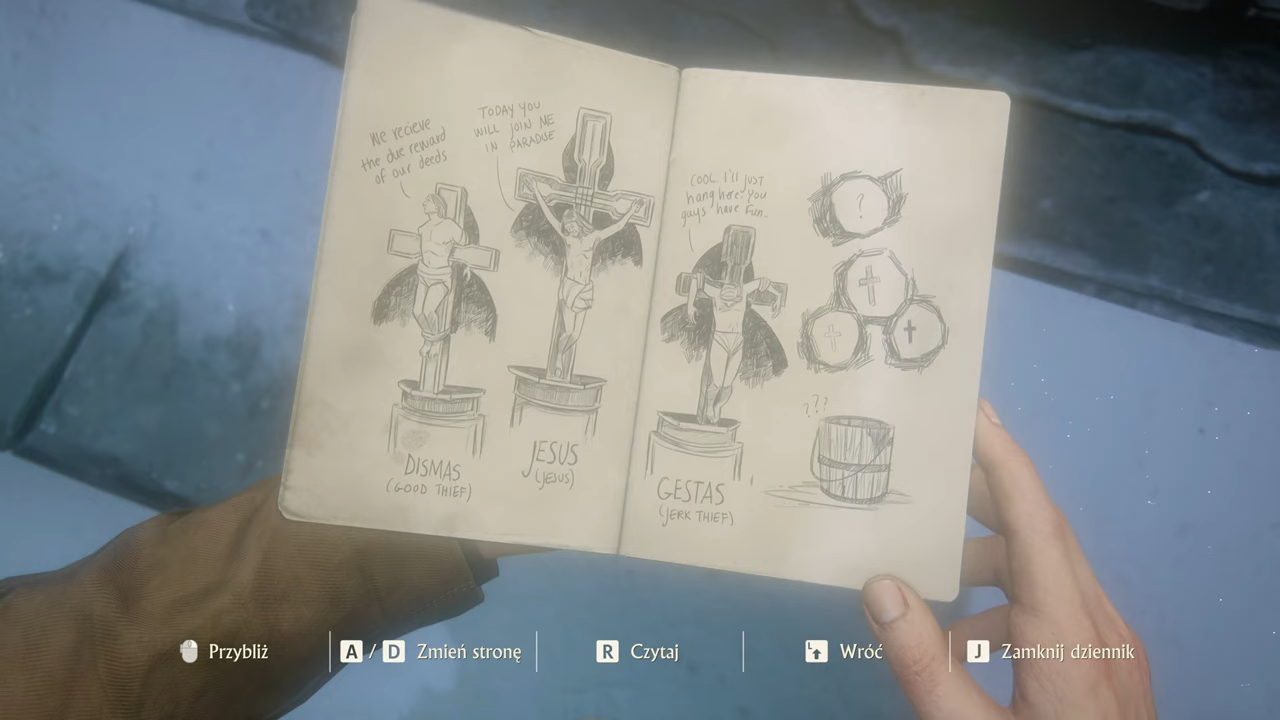 We recieve
the due reward
of our deeds
TODAY YOU
WILL JOIN ME
IN PARADISE
DISMAS
(GOOD THIEF)
JESUS
(JESUS)
COOL. I'll JUST
hang here. You
guys have Fun.
GESTAS
(JERK THIEF)
?
???
Przybliż
A / D Zmień stronę
R Czytaj
L Wróć
J Zamknij dziennik